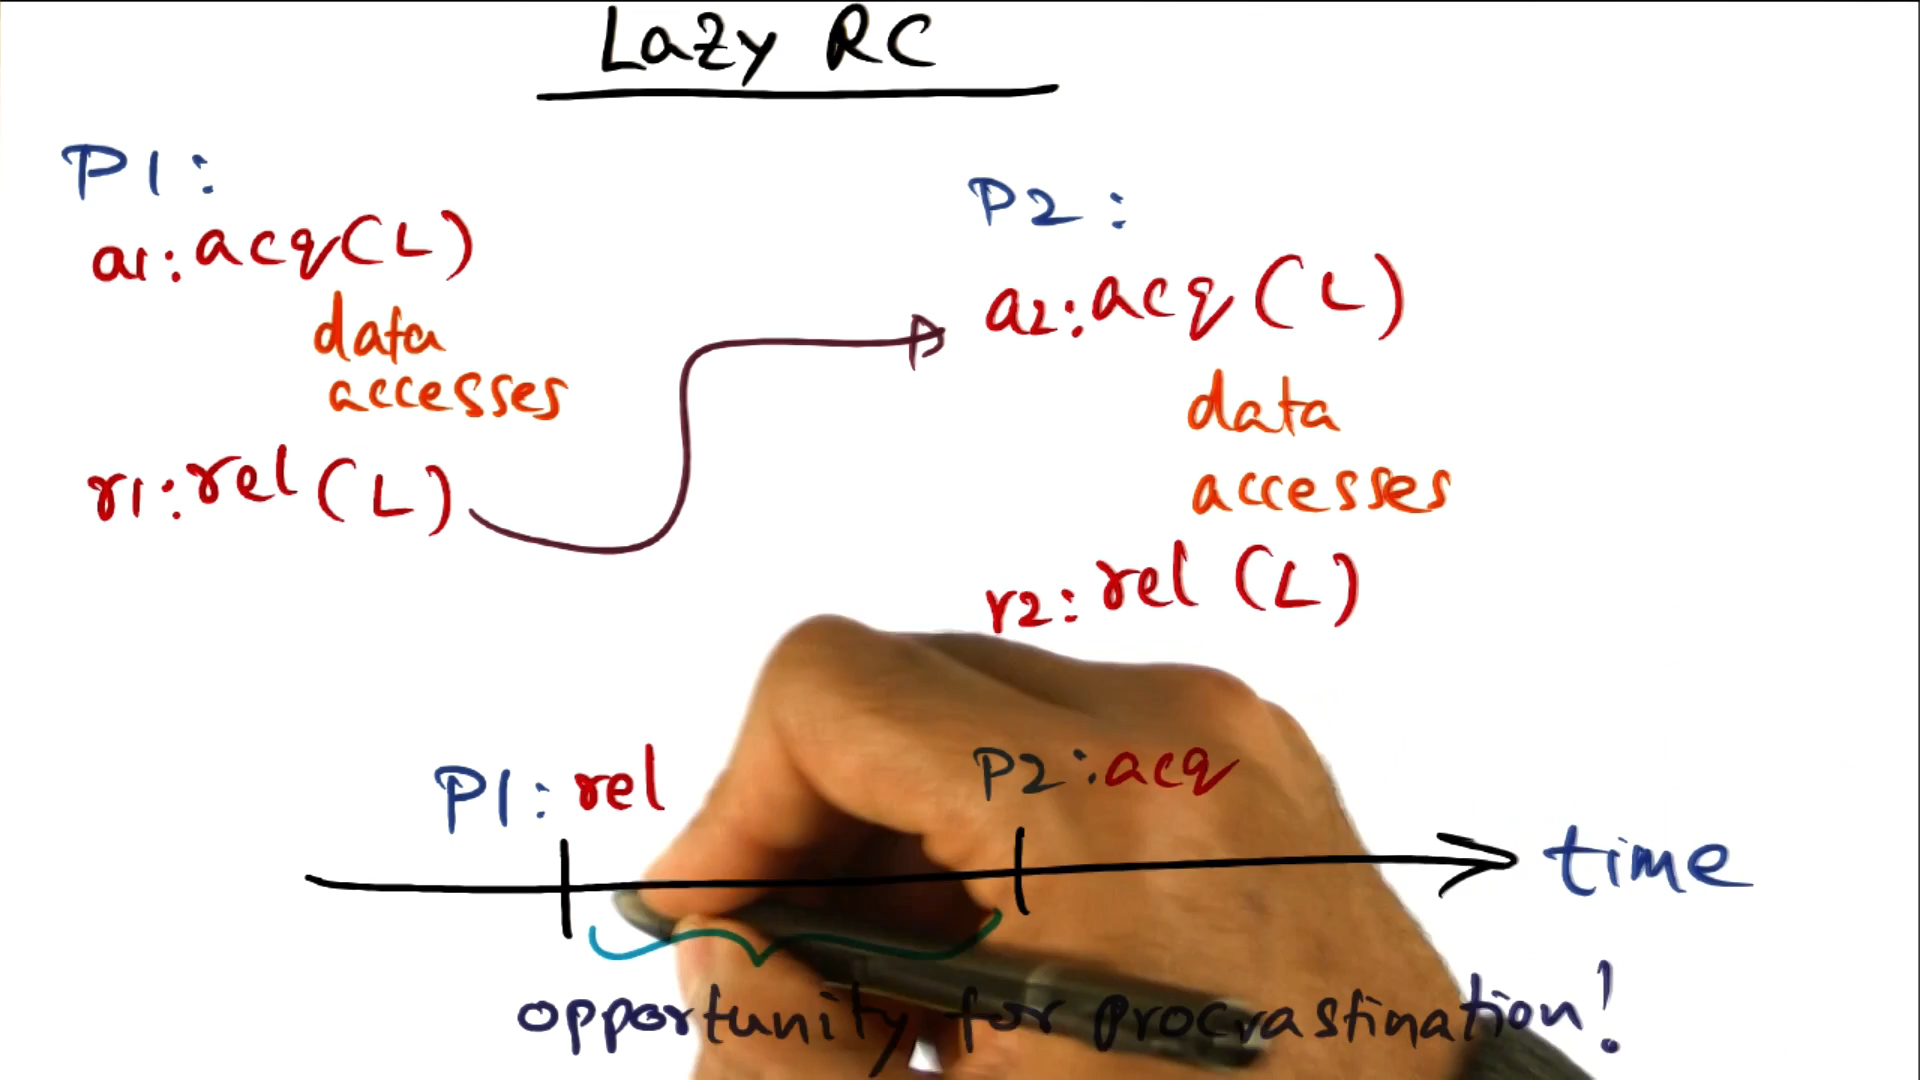 Lazy RC
P1:
a1: acq(L)
data
accesses
r1: rel(L)
P2:
a2: acq(L)
data
accesses
r2: rel(L)
P1: rel
P2: acq
time
opportunity for procrastination!